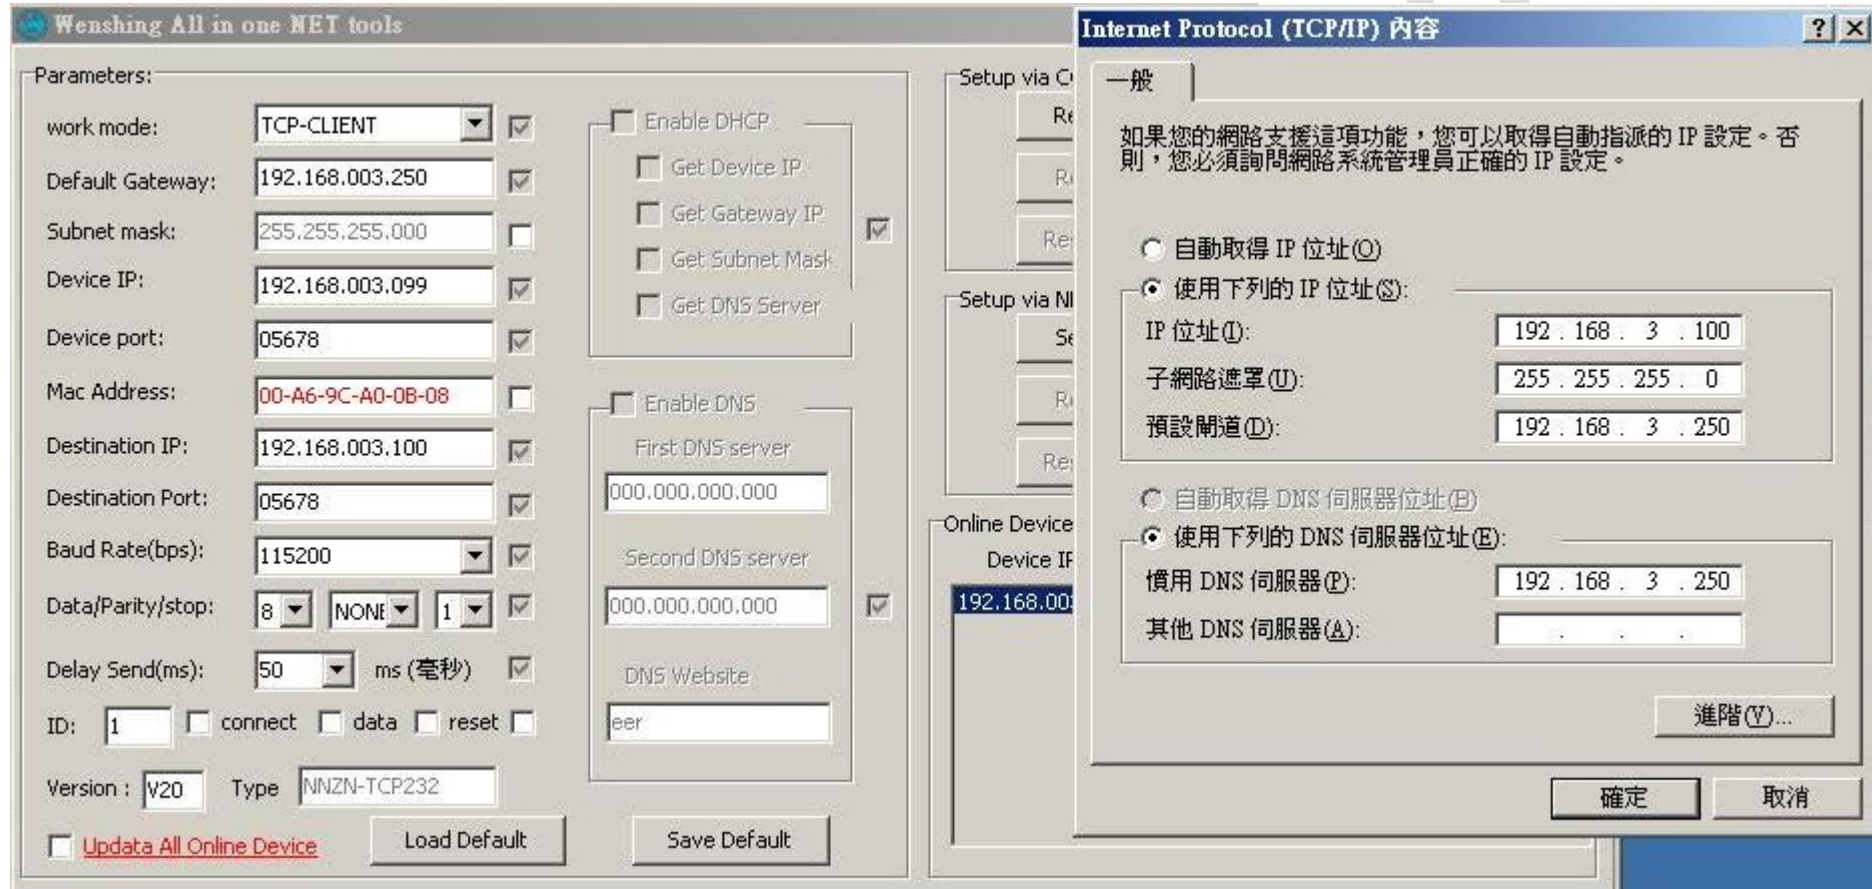 Wenshing All in one NET tools
Parameters:
work mode:
TCP-CLIENT
Default Gateway:
192.168.003.250
Subnet mask:
255.255.255.000
Device IP:
192.168.003.099
Device port:
05678
Mac Address:
00-A6-9C-A0-0B-08
Destination IP:
192.168.003.100
Destination Port:
05678
Baud Rate(bps):
115200
Data/Parity/stop:
8
1
Delay Send(ms):
50
ms (毫秒)
ID:
1
connect
data
reset
Version :
V20
Type
NNZN-TCP232
Updata All Online Device
Load Default
Save Default
Enable DHCP
Get Device IP
Get Gateway IP
Get Subnet Mask
Get DNS Server
Enable DNS
First DNS server
000.000.000.000
Second DNS server
000.000.000.000
DNS Website
eer
Setup via
Setup via
Online Device
Device IP
Internet Protocol (TCP/IP) 內容
一般
如果您的網路支援這項功能，您可以取得自動指派的 IP 設定。否
則，您必須詢問網路系統管理員正確的 IP 設定。
自動取得 IP 位址(O)
使用下列的 IP 位址(S):
IP 位址(I):
192 . 168 . 3 . 100
子網路遮罩(U):
255 . 255 . 255 . 0
預設閘道(D):
192 . 168 . 3 . 250
自動取得 DNS 伺服器位址(B)
使用下列的 DNS 伺服器位址(E):
慣用 DNS 伺服器(P):
192 . 168 . 3 . 250
其他 DNS 伺服器(A):
. . .
進階(V)...
確定
取消